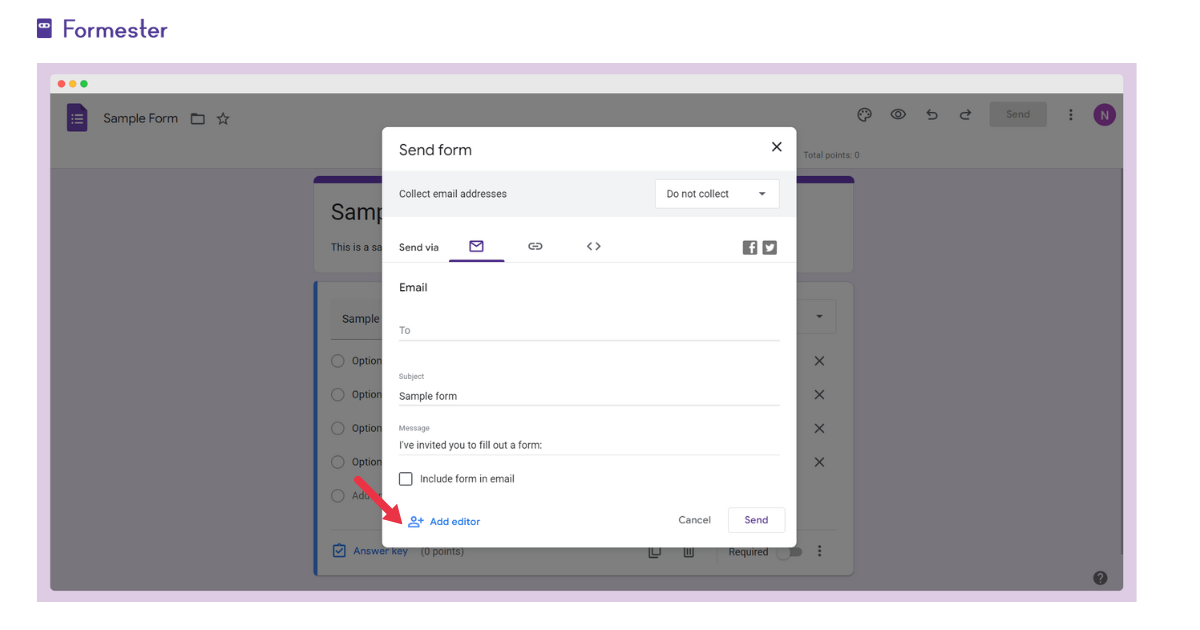 Formester
Sample Form
Send
N
Total points: 0
Send form
Collect email addresses
Do not collect
Samp
This is a sa
Send via
Email
To
Subject
Sample form
Message
I've invited you to fill out a form:
Include form in email
Add editor
Cancel
Send
Sample
Option
Option
Option
Option
Answer key (0 points)
Required